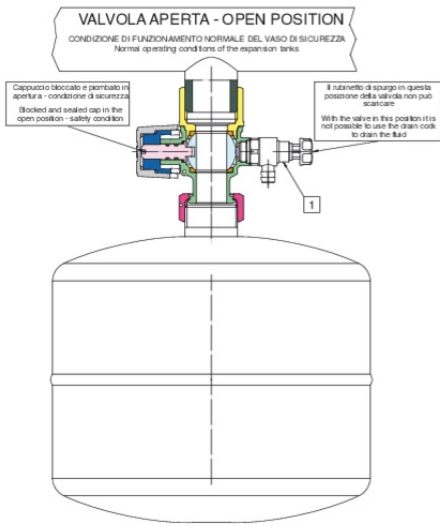 VALVOLA APERTA - OPEN POSITION
CONDIZIONE DI FUNZIONAMENTO NORMALE DEL VASO DI SICUREZZA
Normal operating conditions of the expansion tanks
Cappuccio bloccato e piombato in
apertura - condizione di sicurezza
Blocked and sealed cap in the
open position - safety condition
Il rubinetto di spurgo in questa
posizione della valvola non può
scaricare
With the valve in this position it is
not possible to use the drain cock
to drain the fluid
1